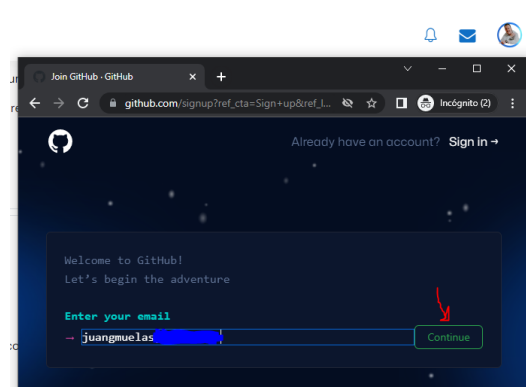 Join GitHub · GitHub
github.com/signup?ref_cta=Sign+up&ref_l...
Incógnito (2)
Already have an account? Sign in →
Welcome to GitHub!
Let's begin the adventure
Enter your email
→ juangmuelas
Continue